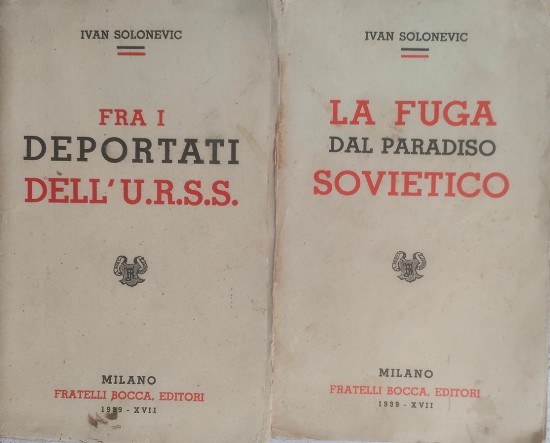 IVAN SOLONEVIC
FRA I
DEPORTATI
DELL'U.R.S.S.
MILANO
FRATELLI BOCCA, EDITORI
1939 - XVII
IVAN SOLONEVIC
LA FUGA
DAL PARADISO
SOVIETICO
MILANO
FRATELLI BOCCA, EDITORI
1939 - XVII